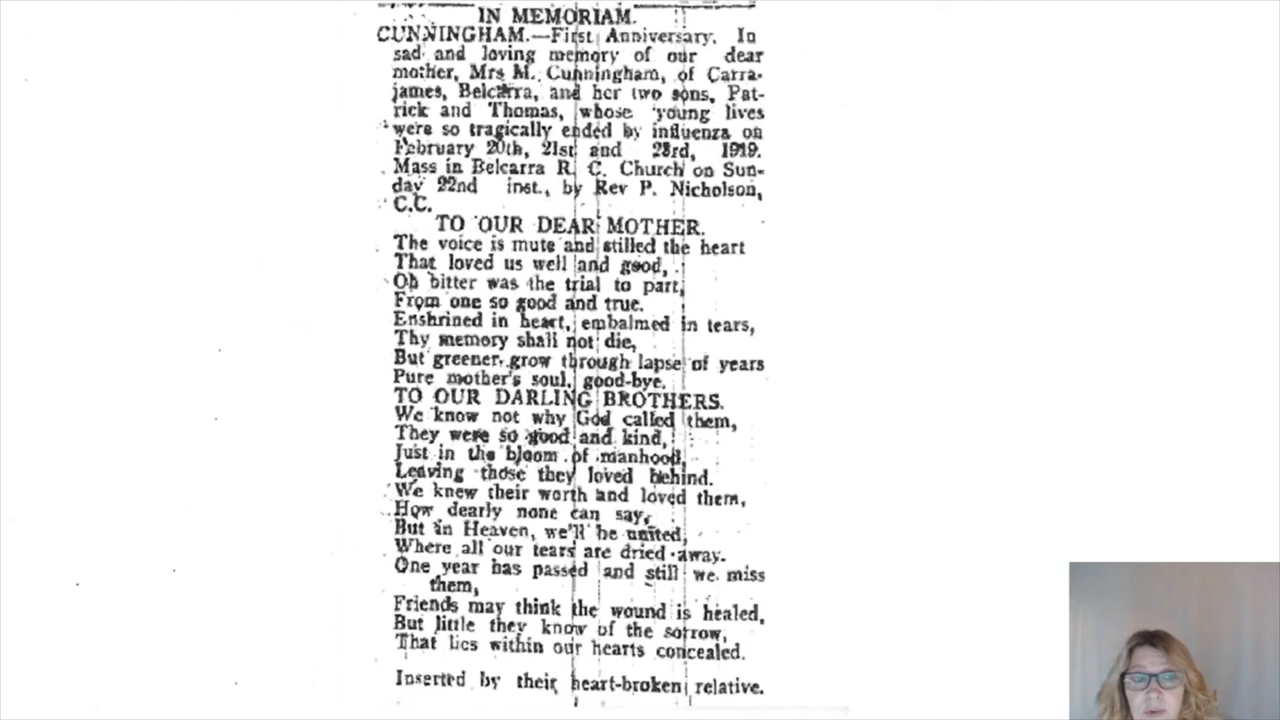 IN MEMORIAM.
CUNNINGHAM.—First Anniversary. In
sad and loving memory of our dear
mother, Mrs M. Cunningham, of Carra-
james, Belcarra, and her two sons, Pat-
rick and Thomas, whose young lives
were so tragically ended by influenza on
February 20th, 21st and 23rd, 1919.
Mass in Belcarra R. C. Church on Sun-
day 22nd inst., by Rev P. Nicholson,
C.C.
TO OUR DEAR MOTHER.
The voice is mute and stilled the heart
That loved us well and good,
Oh bitter was the trial to part,
From one so good and true.
Enshrined in heart, embalmed in tears,
Thy memory shall not die,
But greener grow through lapse of years
Pure mother's soul, good-bye.
TO OUR DARLING BROTHERS.
We know not why God called them,
They were so good and kind,
Just in the bloom of manhood,
Leaving those they loved behind.
We knew their worth and loved them,
How dearly none can say,
But in Heaven, we'll be united,
Where all our tears are dried away.
One year has passed and still we miss
them,
Friends may think the wound is healed,
But little they know of the sorrow,
That lies within our hearts concealed.
Inserted by their heart-broken relative.